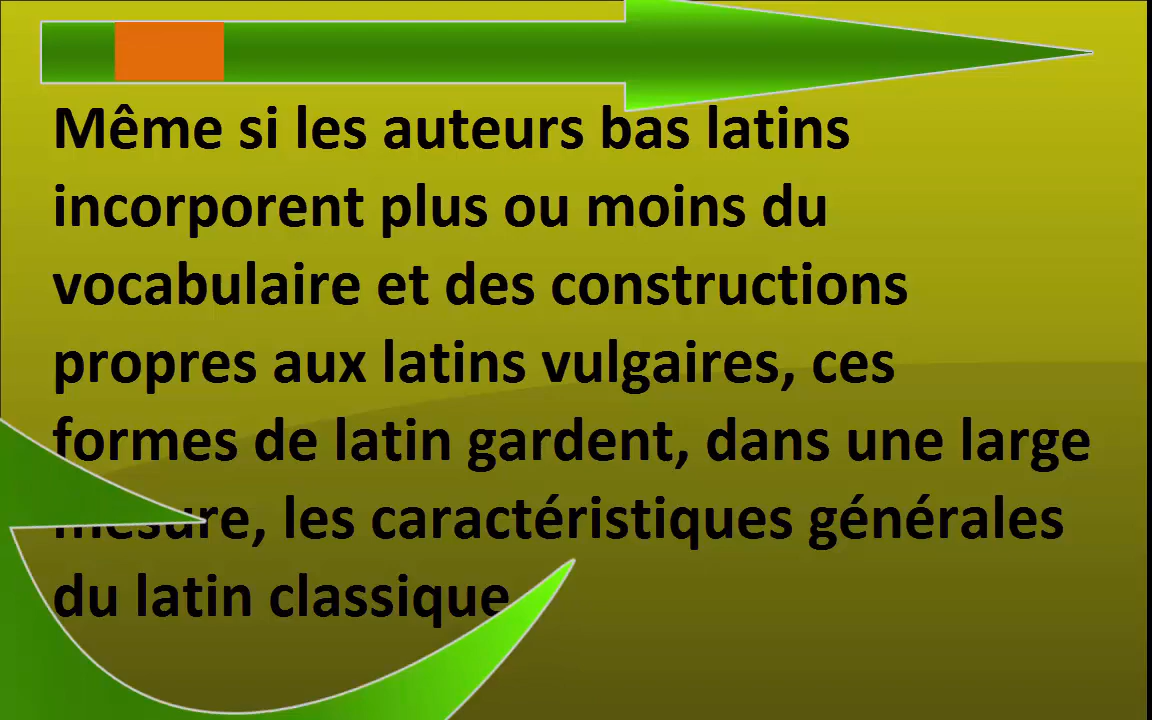 Même si les auteurs bas latins
incorporent plus ou moins du
vocabulaire et des constructions
propres aux latins vulgaires, ces
formes de latin gardent, dans une large
mesure, les caractéristiques générales
du latin classique